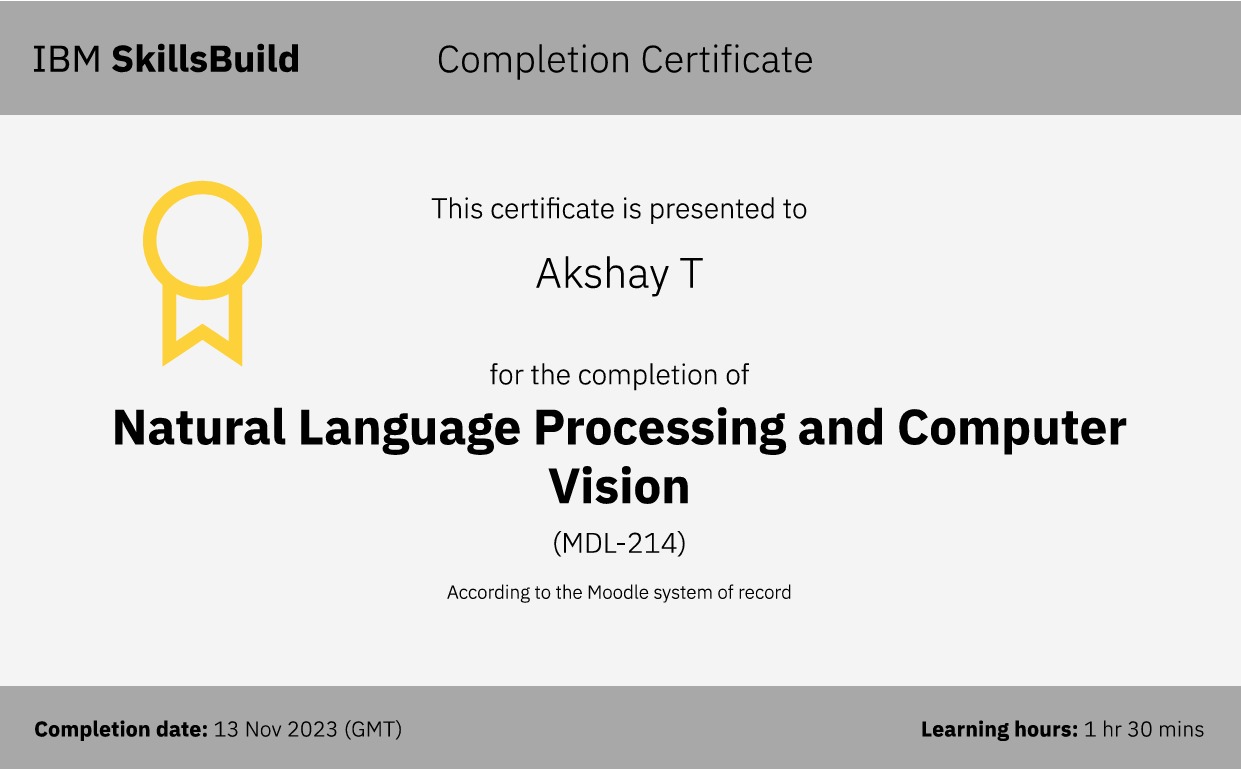 IBM SkillsBuild
Completion Certificate
This certificate is presented to
Akshay T
for the completion of
Natural Language Processing and Computer
Vision
(MDL-214)
According to the Moodle system of record
Completion date: 13 Nov 2023 (GMT)
Learning hours: 1 hr 30 mins